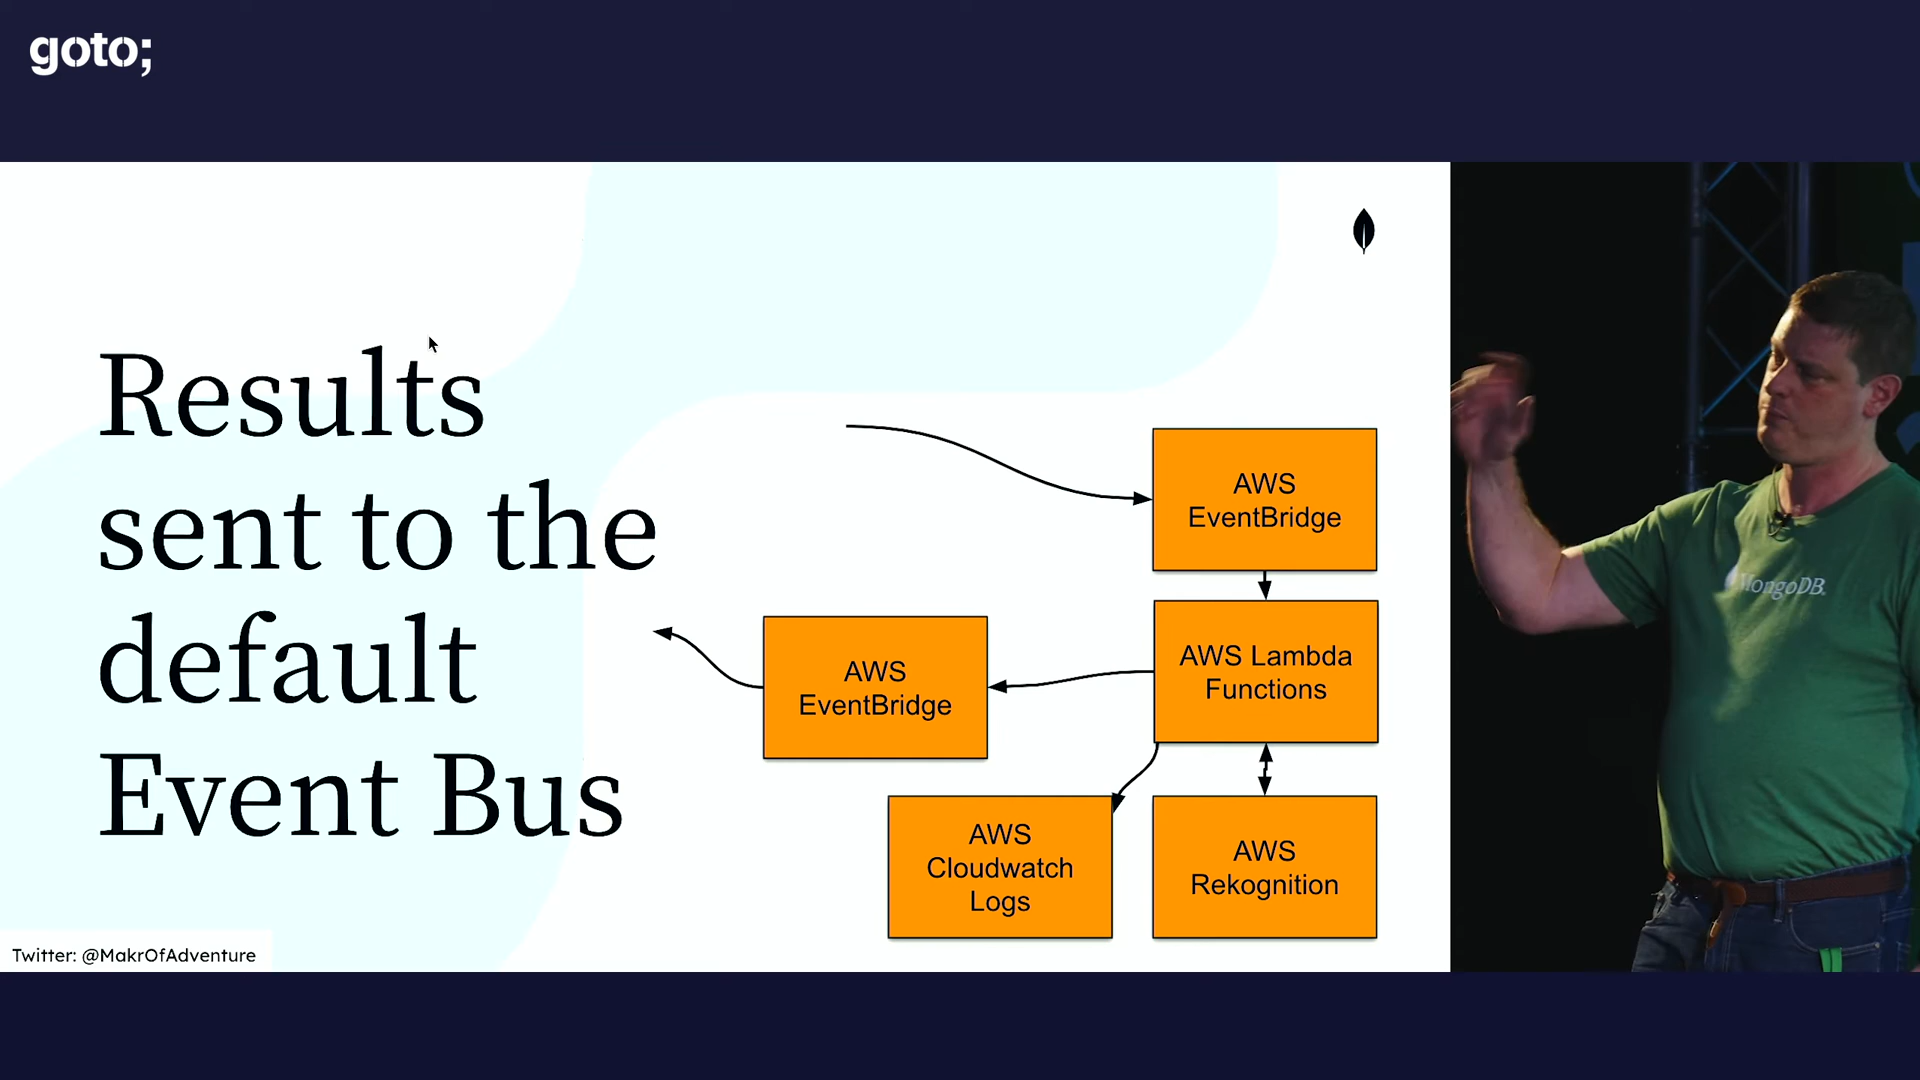 goto;
Results
sent to the
default
Event Bus
AWS
EventBridge
AWS Lambda
Functions
AWS
EventBridge
AWS
Cloudwatch
Logs
AWS
Rekognition
MongoDB
Twitter: @MakrOfAdventure